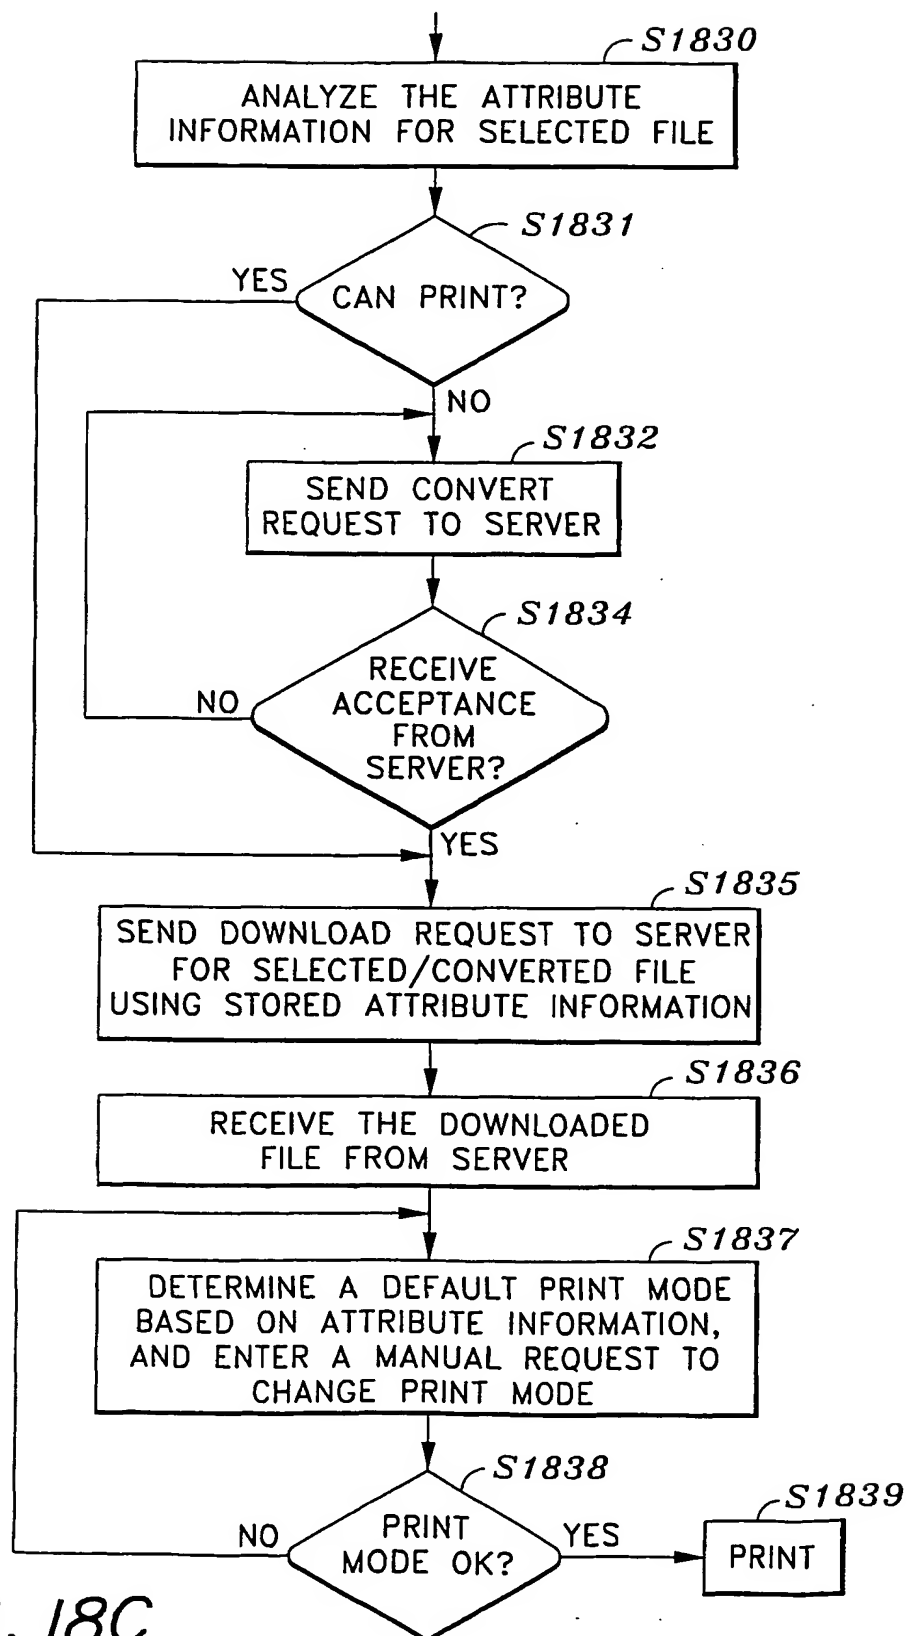 S1830
ANALYZE THE ATTRIBUTE
INFORMATION FOR SELECTED FILE
S1831
YES
CAN PRINT?
NO
S1832
SEND CONVERT
REQUEST TO SERVER
S1834
NO
RECEIVE
ACCEPTANCE
FROM
SERVER?
YES
S1835
SEND DOWNLOAD REQUEST TO SERVER
FOR SELECTED/CONVERTED FILE
USING STORED ATTRIBUTE INFORMATION
S1836
RECEIVE THE DOWNLOADED
FILE FROM SERVER
S1837
DETERMINE A DEFAULT PRINT MODE
BASED ON ATTRIBUTE INFORMATION,
AND ENTER A MANUAL REQUEST TO
CHANGE PRINT MODE
S1838
NO
PRINT
MODE OK?
YES
S1839
PRINT
18C